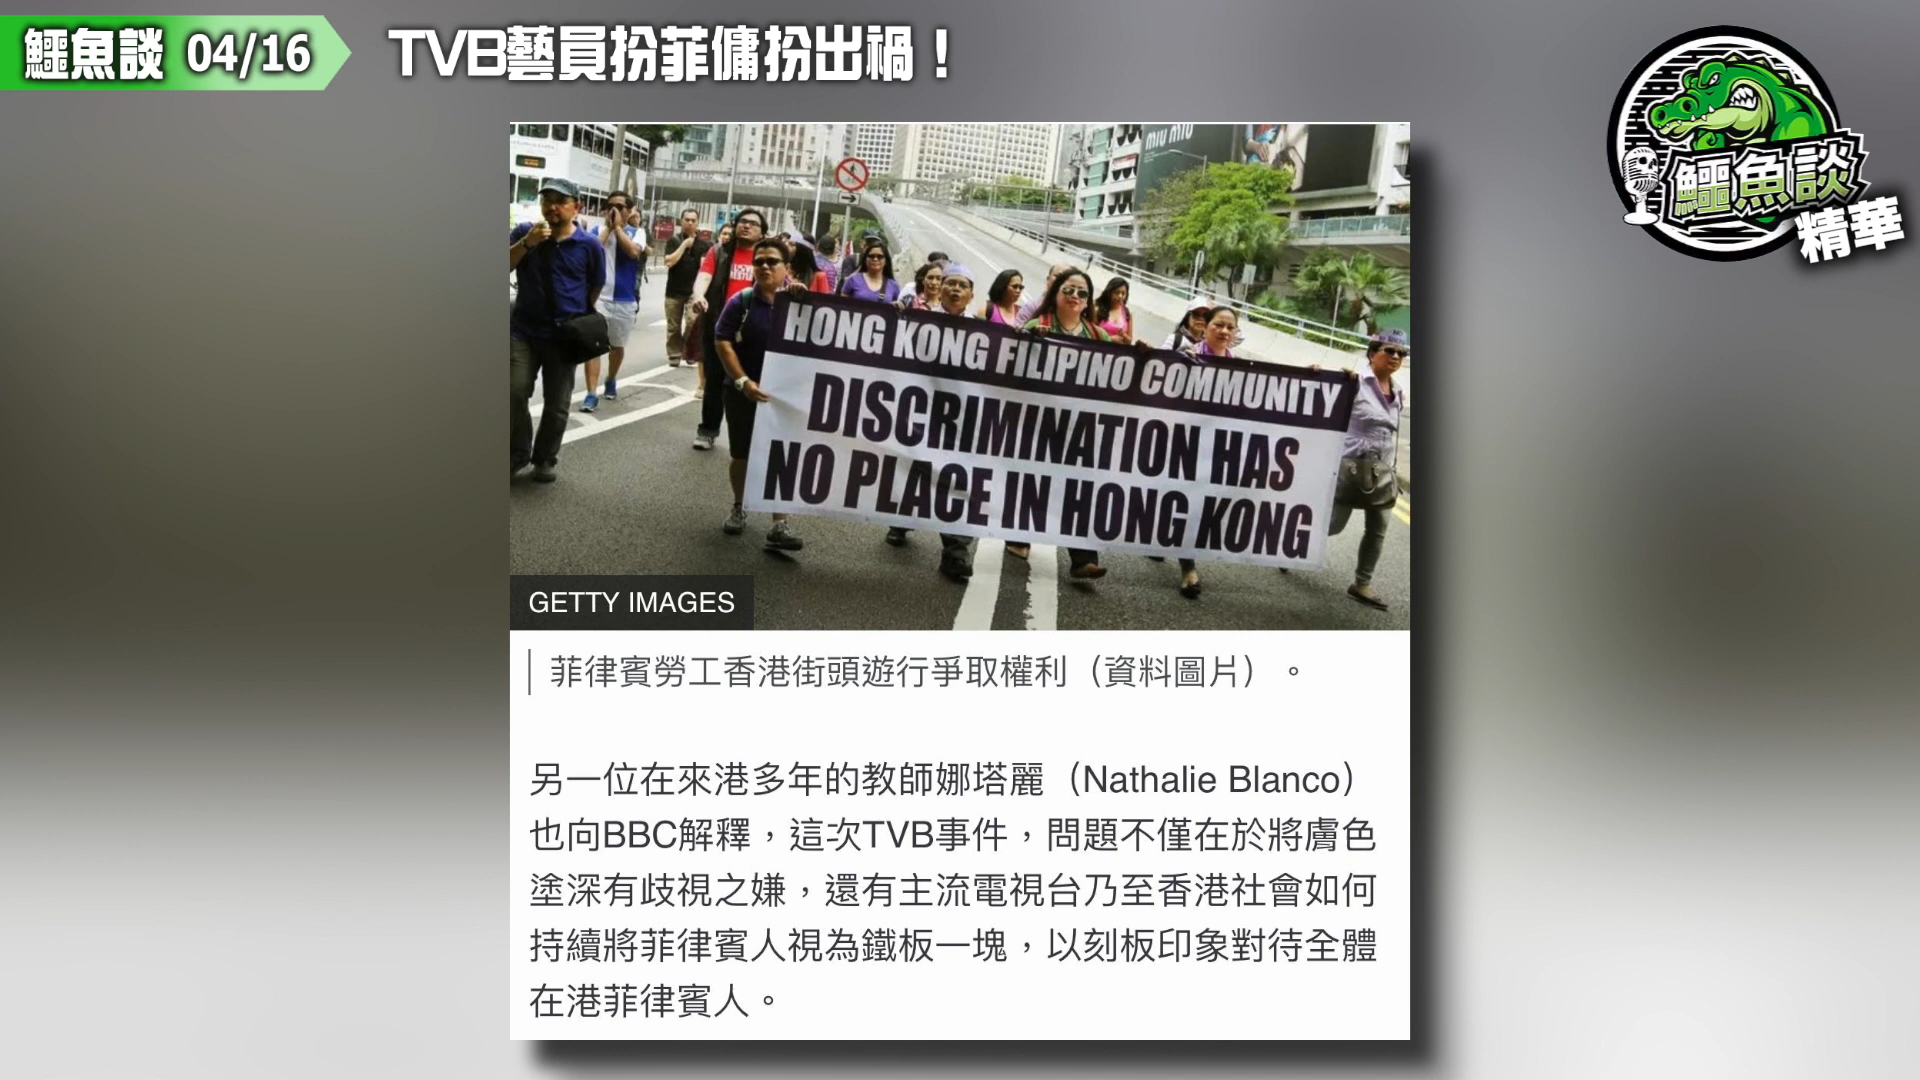 鱷魚談 04/16
TVB藝員扮菲傭扮出禍！
鱷魚談
精華
miu miu
HONG KONG FILIPINO COMMUNITY
DISCRIMINATION HAS
NO PLACE IN HONG KONG
GETTY IMAGES
菲律賓勞工香港街頭遊行爭取權利（資料圖片）。
另一位在來港多年的教師娜塔麗（Nathalie Blanco）
也向BBC解釋，這次TVB事件，問題不僅在於將膚色
塗深有歧視之嫌，還有主流電視台乃至香港社會如何
持續將菲律賓人視為鐵板一塊，以刻板印象對待全體
在港菲律賓人。